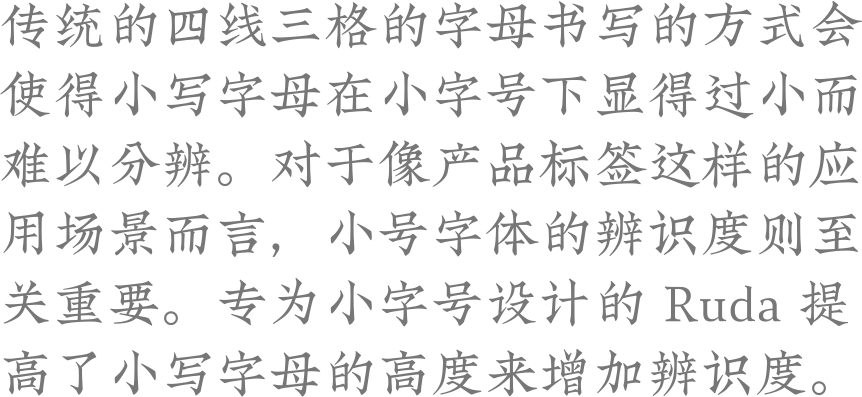 传统的四线三格的字母书写的方式会
使得小写字母在小字号下显得过小而
难以分辨。对于像产品标签这样的应
用场景而言，小号字体的辨识度则至
关重要。专为小字号设计的 Ruda 提
高了小写字母的高度来增加辨识度。